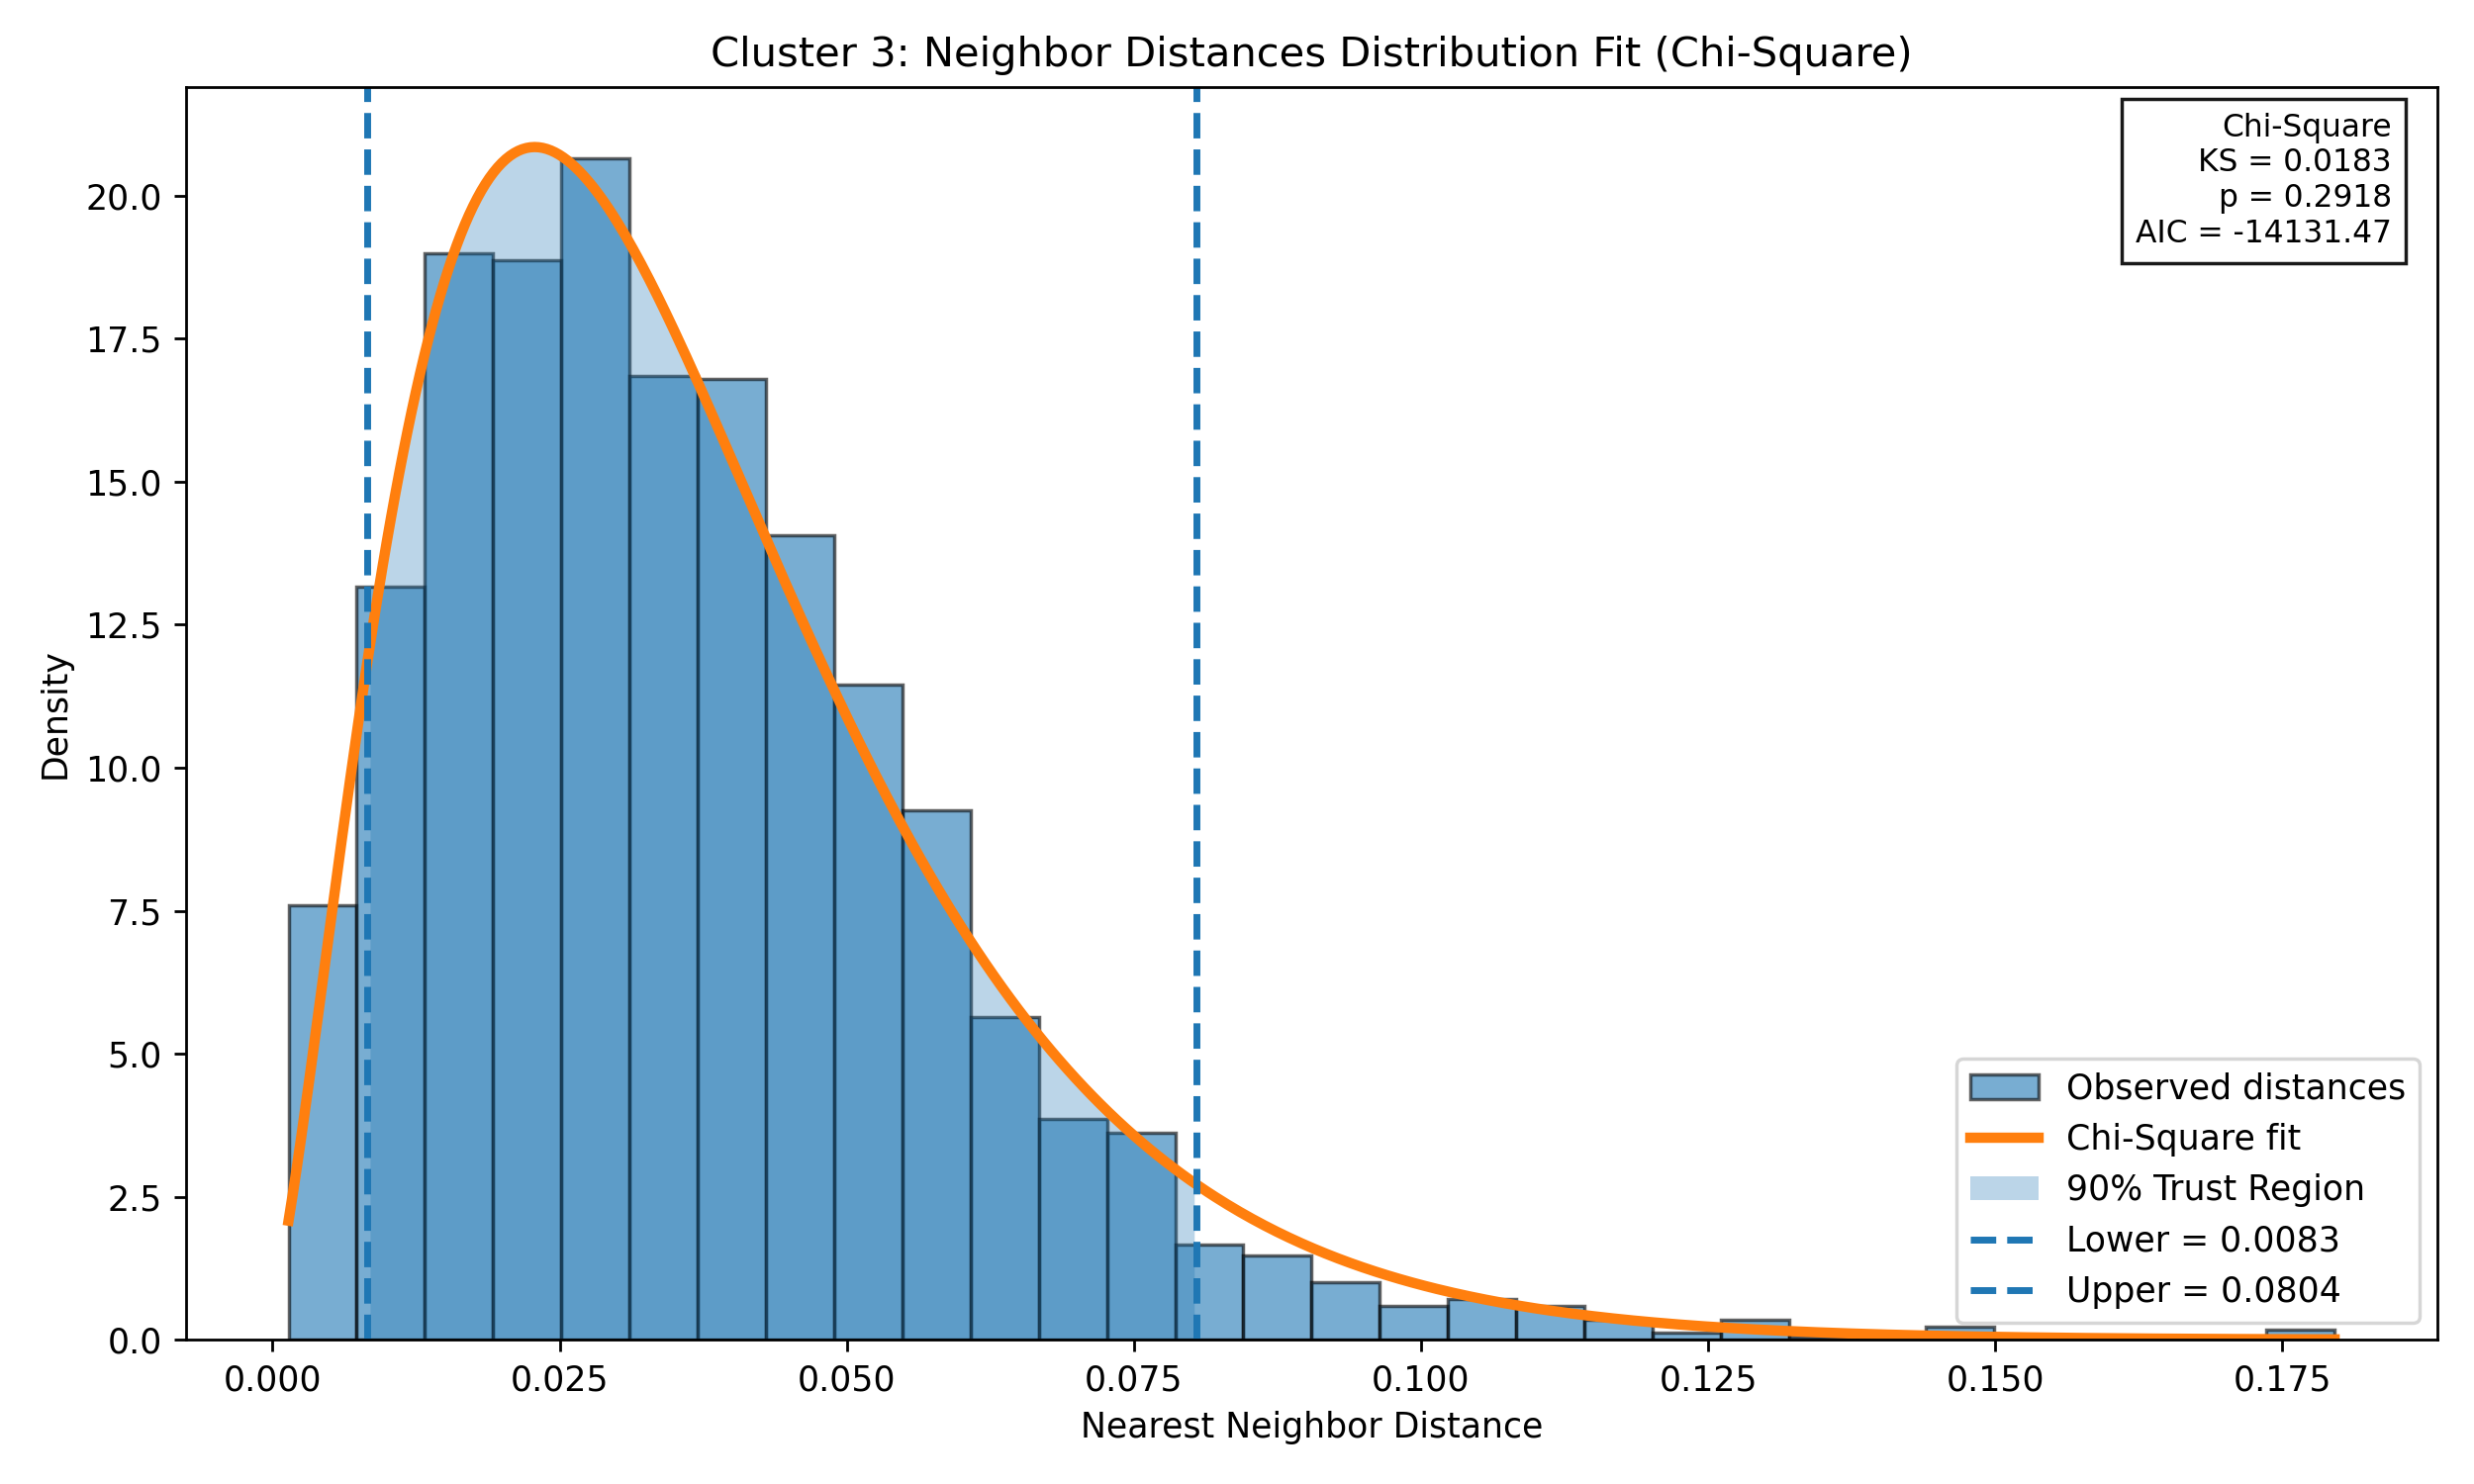 Cluster 3: Neighbor Distances Distribution Fit (Chi-Square)
Chi-Square
KS = 0.0183
p = 0.2918
AIC = -14131.47
20.0
17.5
15.0
12.5
10.0
7.5
5.0
2.5
0.0
Density
Observed distances
Chi-Square fit
90% Trust Region
Lower = 0.0083
Upper = 0.0804
0.000 0.025 0.050 0.075 0.100 0.125 0.150 0.175
Nearest Neighbor Distance